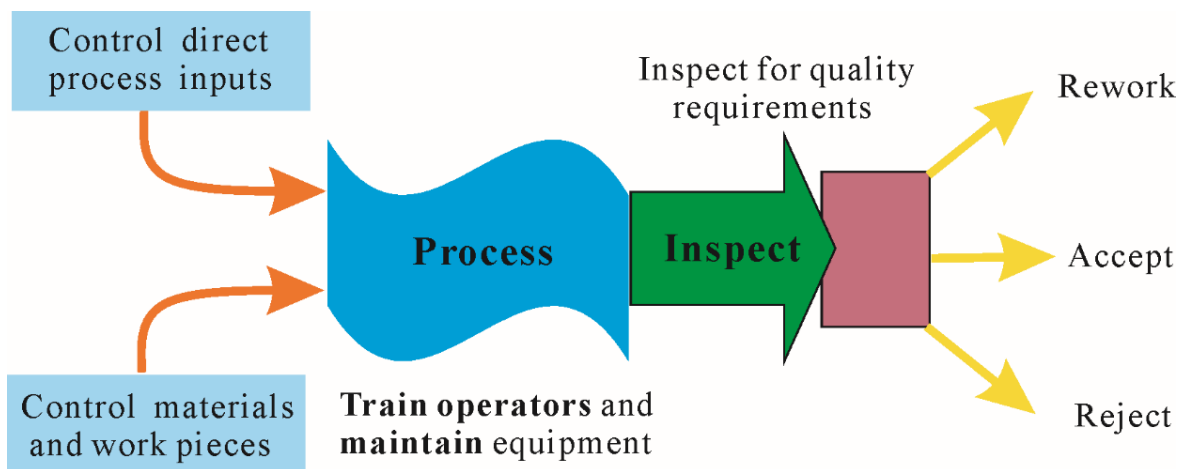 Control direct
process inputs
Inspect for quality
requirements
Rework
Process
Inspect
Accept
Control materials
and work pieces
Train operators and
maintain equipment
Reject